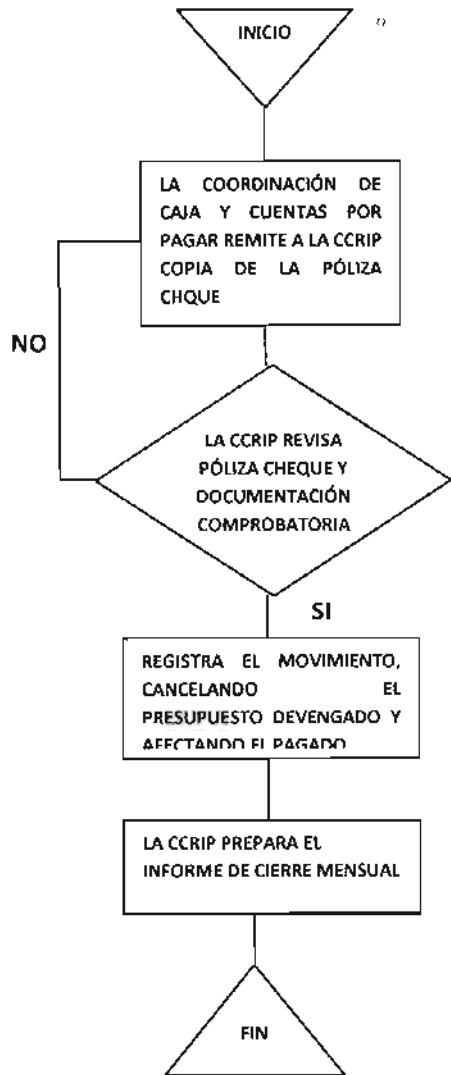 INICIO
LA COORDINACIÓN DE
CAJA Y CUENTAS POR
PAGAR REMITE A LA CCRIP
COPIA DE LA PÓLIZA
CHQUE
NO
LA CCRIP REVISA
PÓLIZA CHEQUE Y
DOCUMENTACIÓN
COMPROBATORIA
SI
REGISTRA EL MOVIMIENTO,
CANCELANDO EL
PRESUPUESTO DEVENGADO Y
AFECTANDO EL PAGADO
LA CCRIP PREPARA EL
INFORME DE CIERRE MENSUAL
FIN